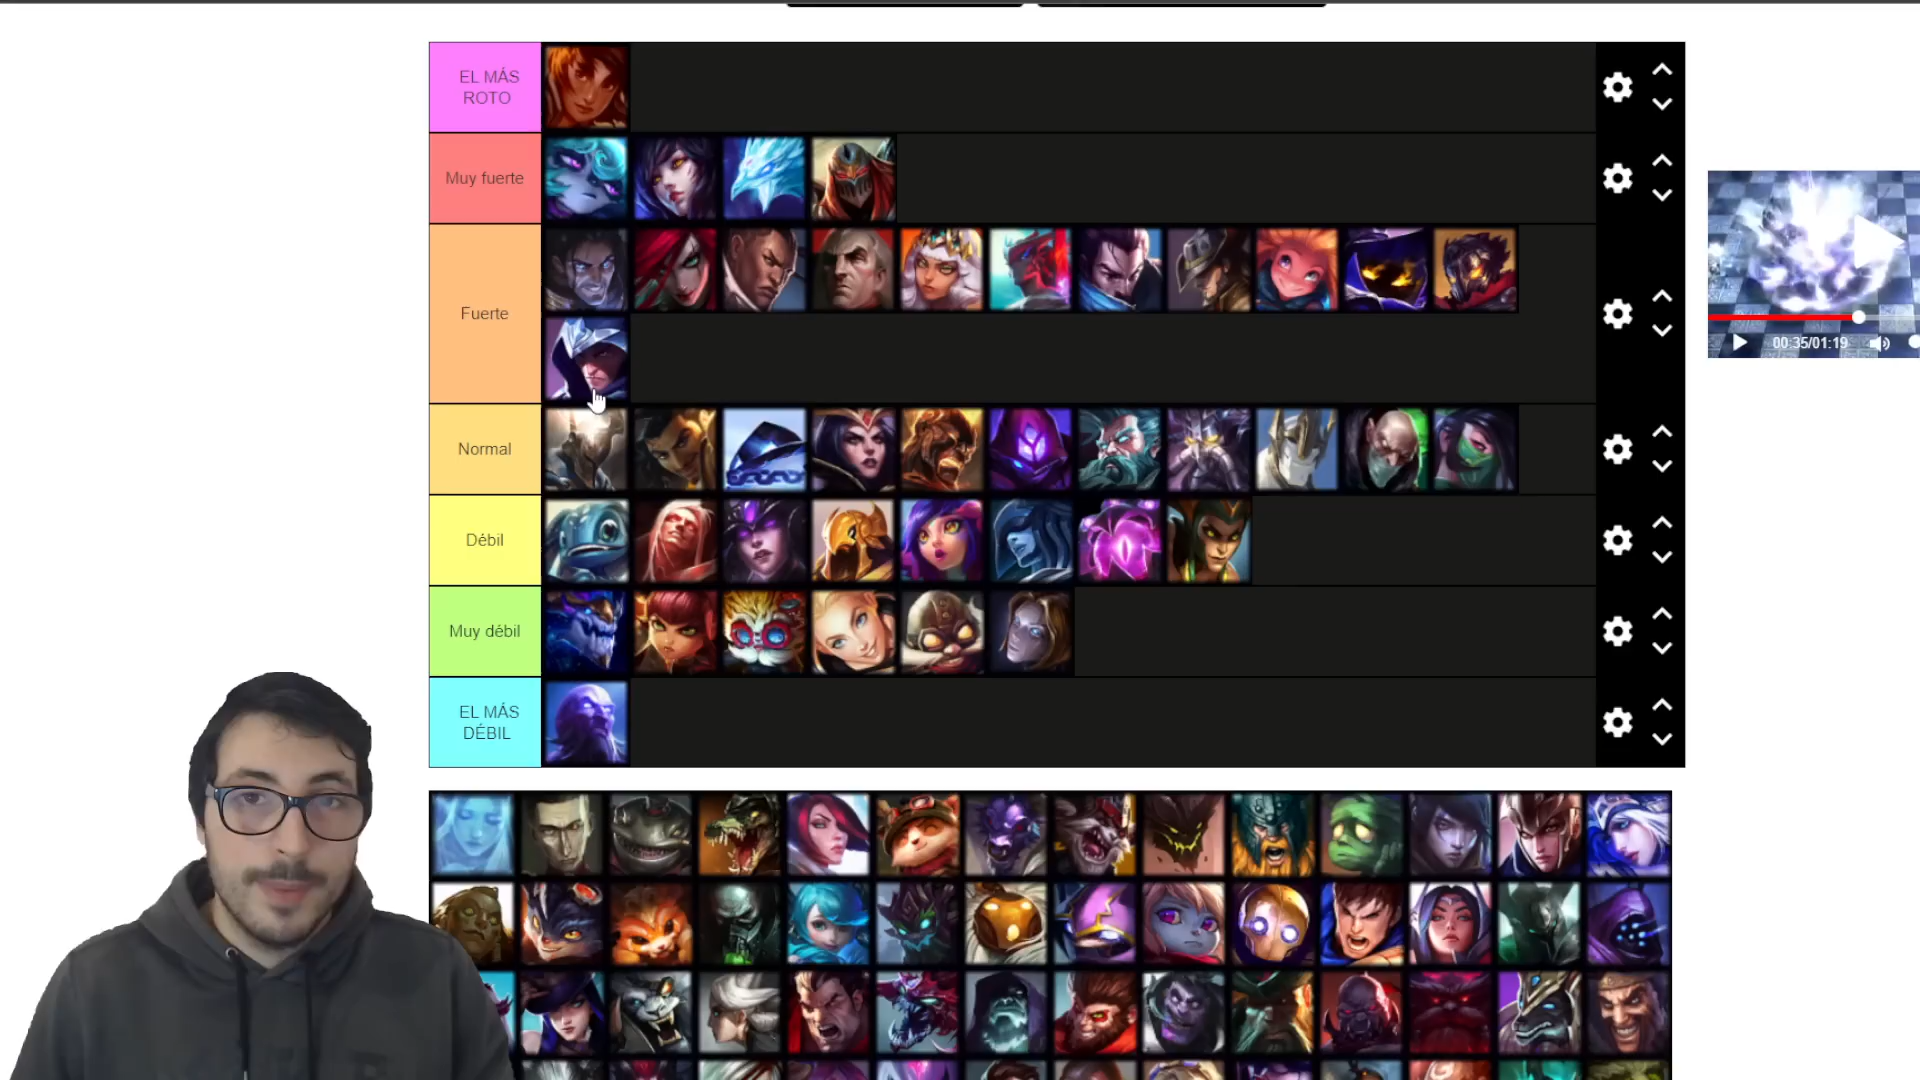 EL MÁS
ROTO
Muy fuerte
Fuerte
00:35/01:19
Normal
Débil
Muy débil
EL MÁS
DÉBIL